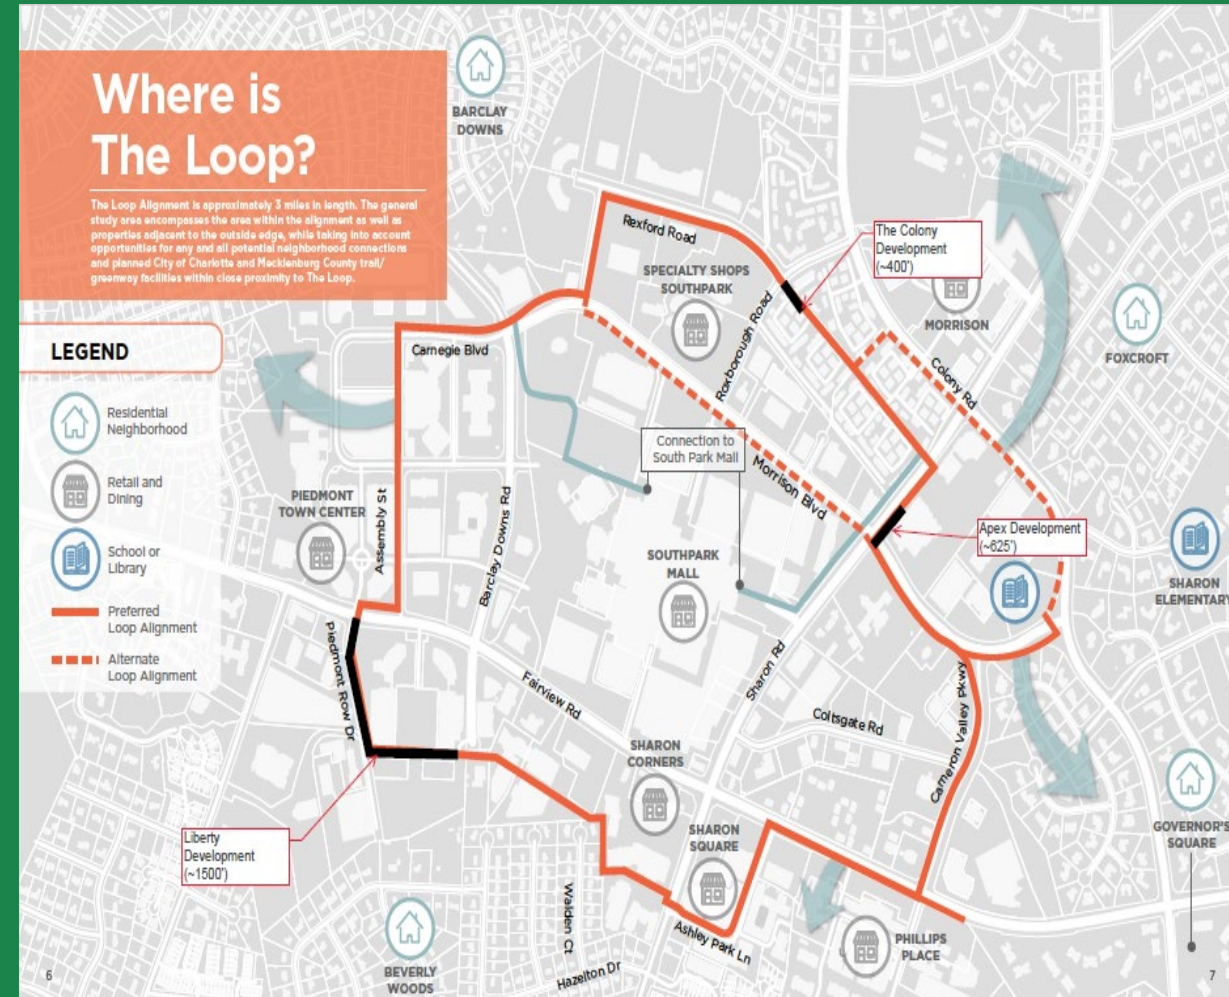 Where is
The Loop?
The Loop Alignment is approximately 3 miles in length. The general
study area encompasses the area within the alignment as well as
properties adjacent to the outside edge, while taking into account
opportunities for any and all potential neighborhood connections
and planned City of Charlotte and Mecklenburg County trail/
greenway facilities within close proximity to The Loop.
LEGEND
Residential
Neighborhood
Retail and
Dining
School or
Library
Preferred
Loop Alignment
Alternate
Loop Alignment
BARCLAY
DOWNS
Rexford Road
SPECIALTY SHOPS
SOUTHPARK
The Colony
Development
(~400')
MORRISON
FOXCROFT
Roxborough Road
Carnegie Blvd
Colony Rd
Connection to
South Park Mall
Morrison Blvd
PIEDMONT
TOWN CENTER
Assembly St
Barclay Downs Rd
Apex Development
(~625')
SOUTHPARK
MALL
SHARON
ELEMENTARY
Piedmont Row Dr
Fairview Rd
Sharon Rd
Coltsgate Rd
Cameron Valley Pkwy
SHARON
CORNERS
GOVERNOR'S
SQUARE
SHARON
SQUARE
Liberty
Development
(~1500')
Walden Ct
Ashley Park Ln
PHILLIPS
PLACE
BEVERLY
WOODS
Hazelton Dr
6
7